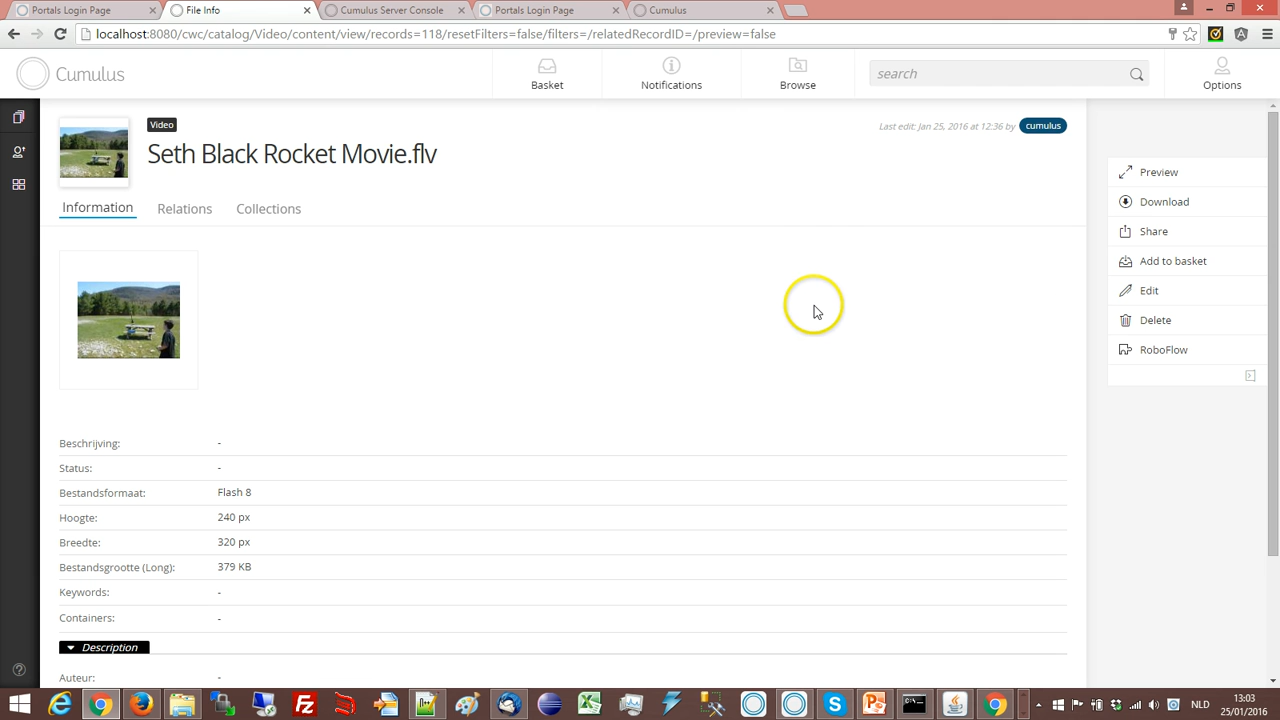 Portals Login Page
File Info
Cumulus Server Console
Portals Login Page
Cumulus
localhost:8080/cwc/catalog/Video/content/view/records=118/resetFilters=false/filters=/relatedRecordID=/preview=false
Cumulus
Basket
Notifications
Browse
search
Options
Video
Last edit: Jan 25, 2016 at 12:36 by cumulus
Seth Black Rocket Movie.flv
Information
Relations
Collections
Preview
Download
Share
Add to basket
Edit
Delete
RoboFlow
Beschrijving: -
Status: -
Bestandsformaat: Flash 8
Hoogte: 240 px
Breedte: 320 px
Bestandsgrootte (Long): 379 KB
Keywords: -
Containers: -
Description
Auteur: -
NLD
13:03
25/01/2016